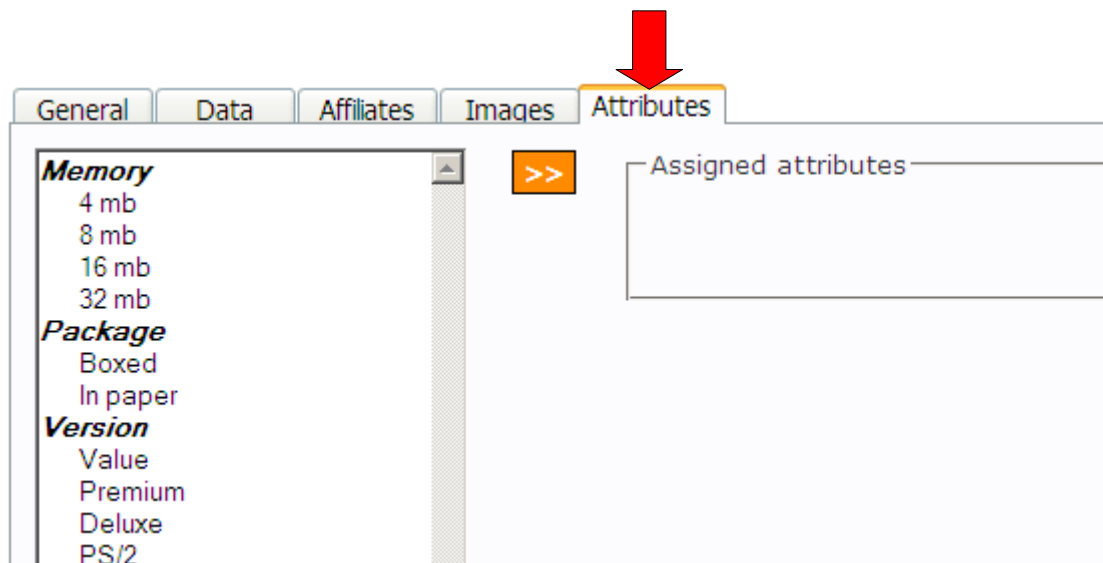 General Data Affiliates Images Attributes
Memory
4 mb
8 mb
16 mb
32 mb
Package
Boxed
In paper
Version
Value
Premium
Deluxe
PS/2
>>
Assigned attributes